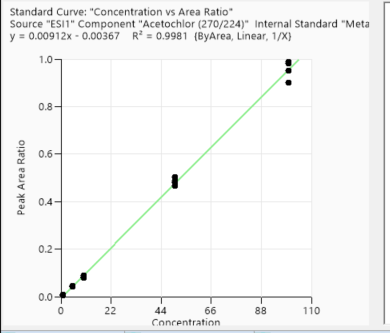 Standard Curve: "Concentration vs Area Ratio"
Source "ESI1" Component "Acetochlor (270/224)" Internal Standard "Meta
y = 0.00912x - 0.00367 R² = 0.9981 (ByArea, Linear, 1/X)
1.0
0.8
0.6
0.4
0.2
0.0
Peak Area Ratio
0 22 44 66 88 110
Concentration